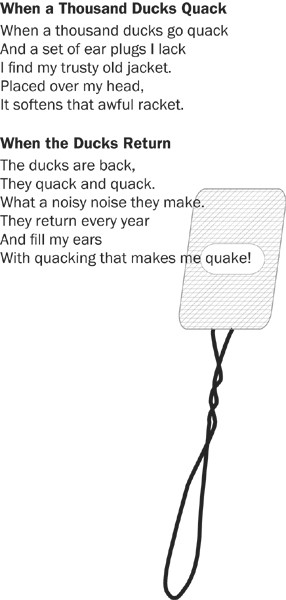 When a Thousand Ducks Quack
When a thousand ducks go quack
And a set of ear plugs I lack
I find my trusty old jacket.
Placed over my head,
It softens that awful racket.
When the Ducks Return
The ducks are back,
They quack and quack.
What a noisy noise they make.
They return every year
And fill my ears
With quacking that makes me quake!